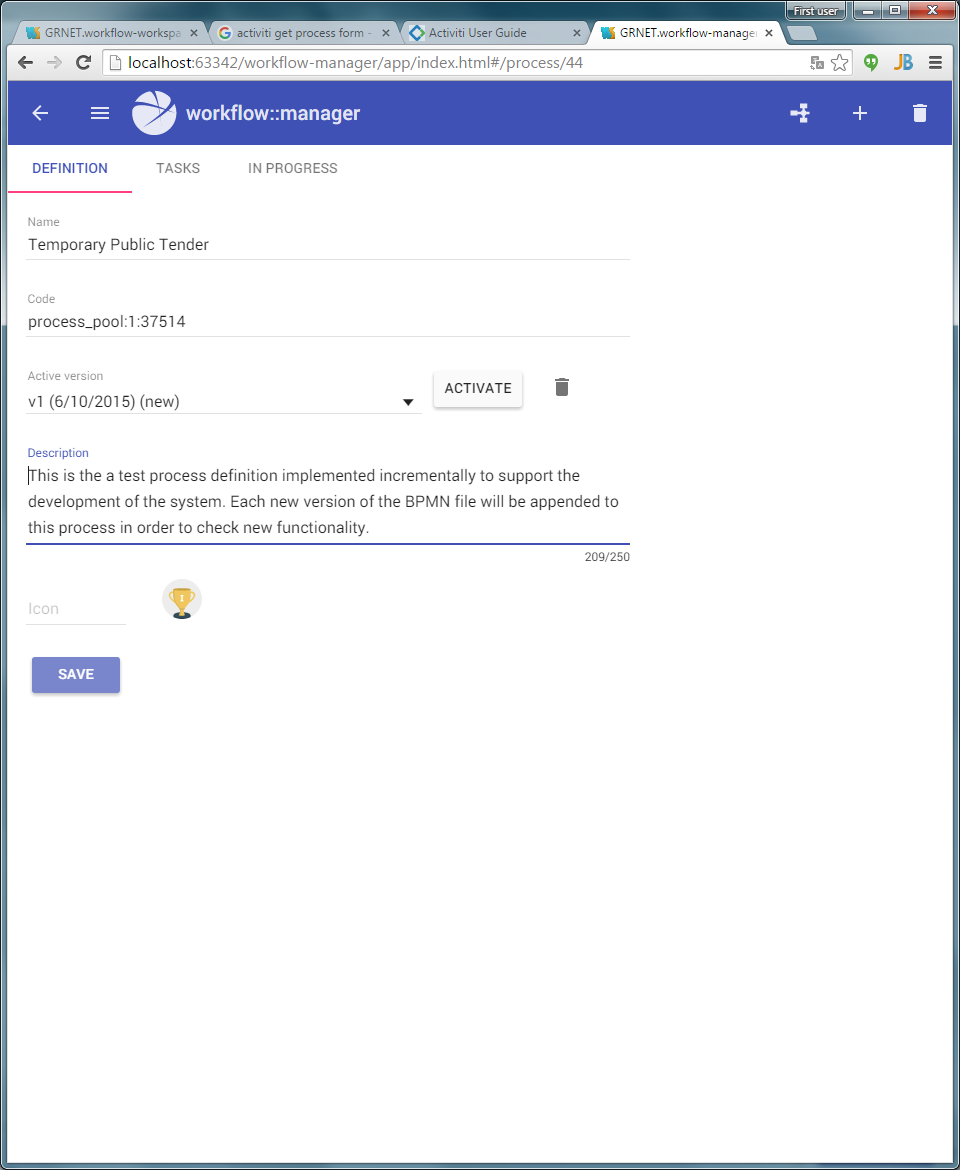 First user
GRNET.workflow-workspa
activiti get process form -
Activiti User Guide
GRNET.workflow-manage
localhost:63342/workflow-manager/app/index.html#/process/44
JB
workflow::manager
DEFINITION TASKS IN PROGRESS
Name
Temporary Public Tender
Code
process_pool:1:37514
Active version
v1 (6/10/2015) (new)
ACTIVATE
Description
This is the a test process definition implemented incrementally to support the
development of the system. Each new version of the BPMN file will be appended to
this process in order to check new functionality.
209/250
Icon
1
SAVE